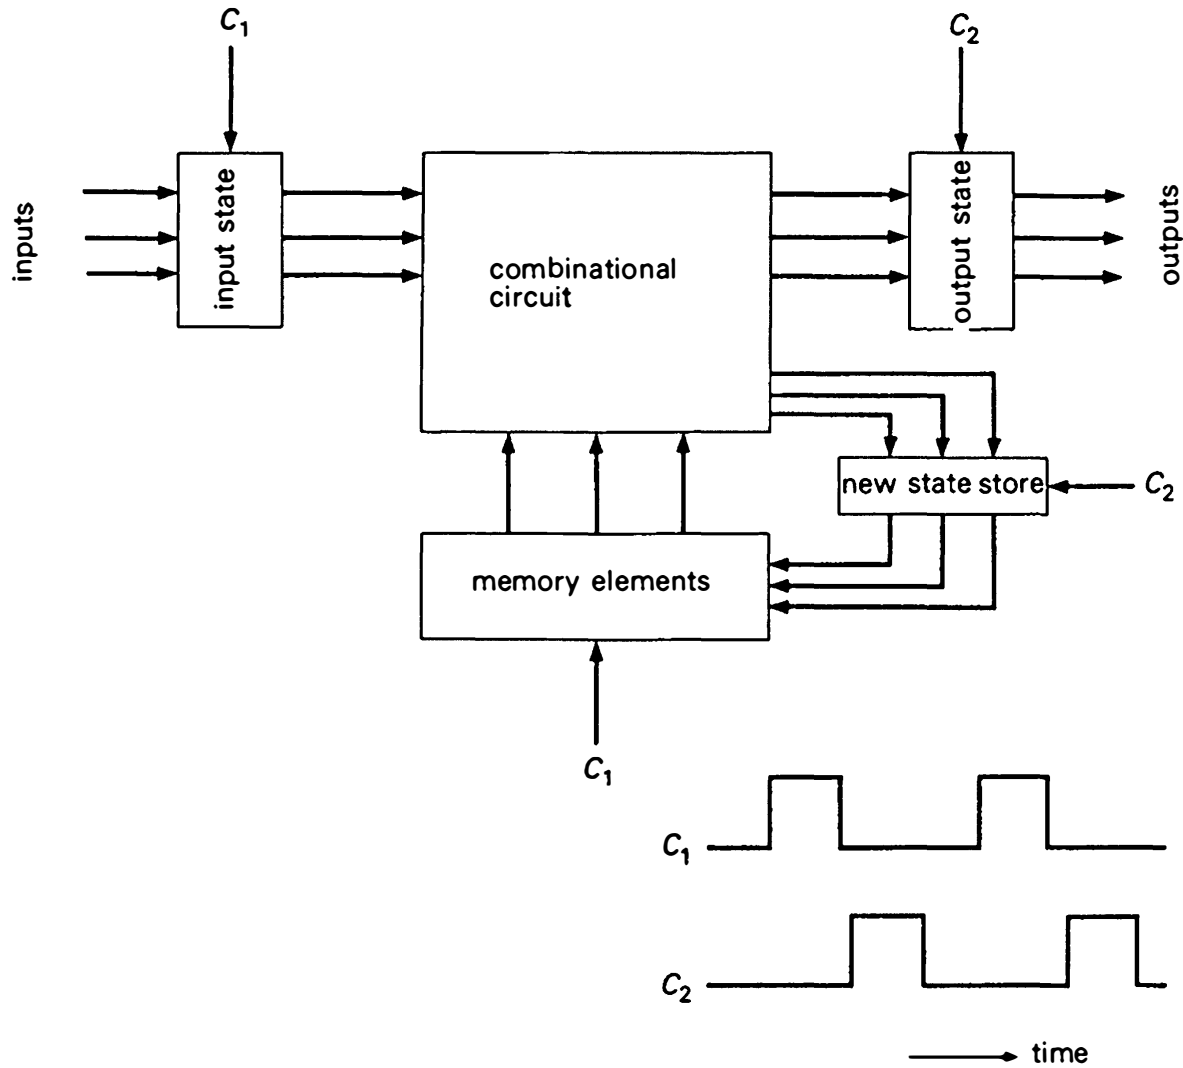 C1
C2
inputs
input state
combinational
circuit
output state
outputs
new state store
C2
memory elements
C1
C1
C2
time